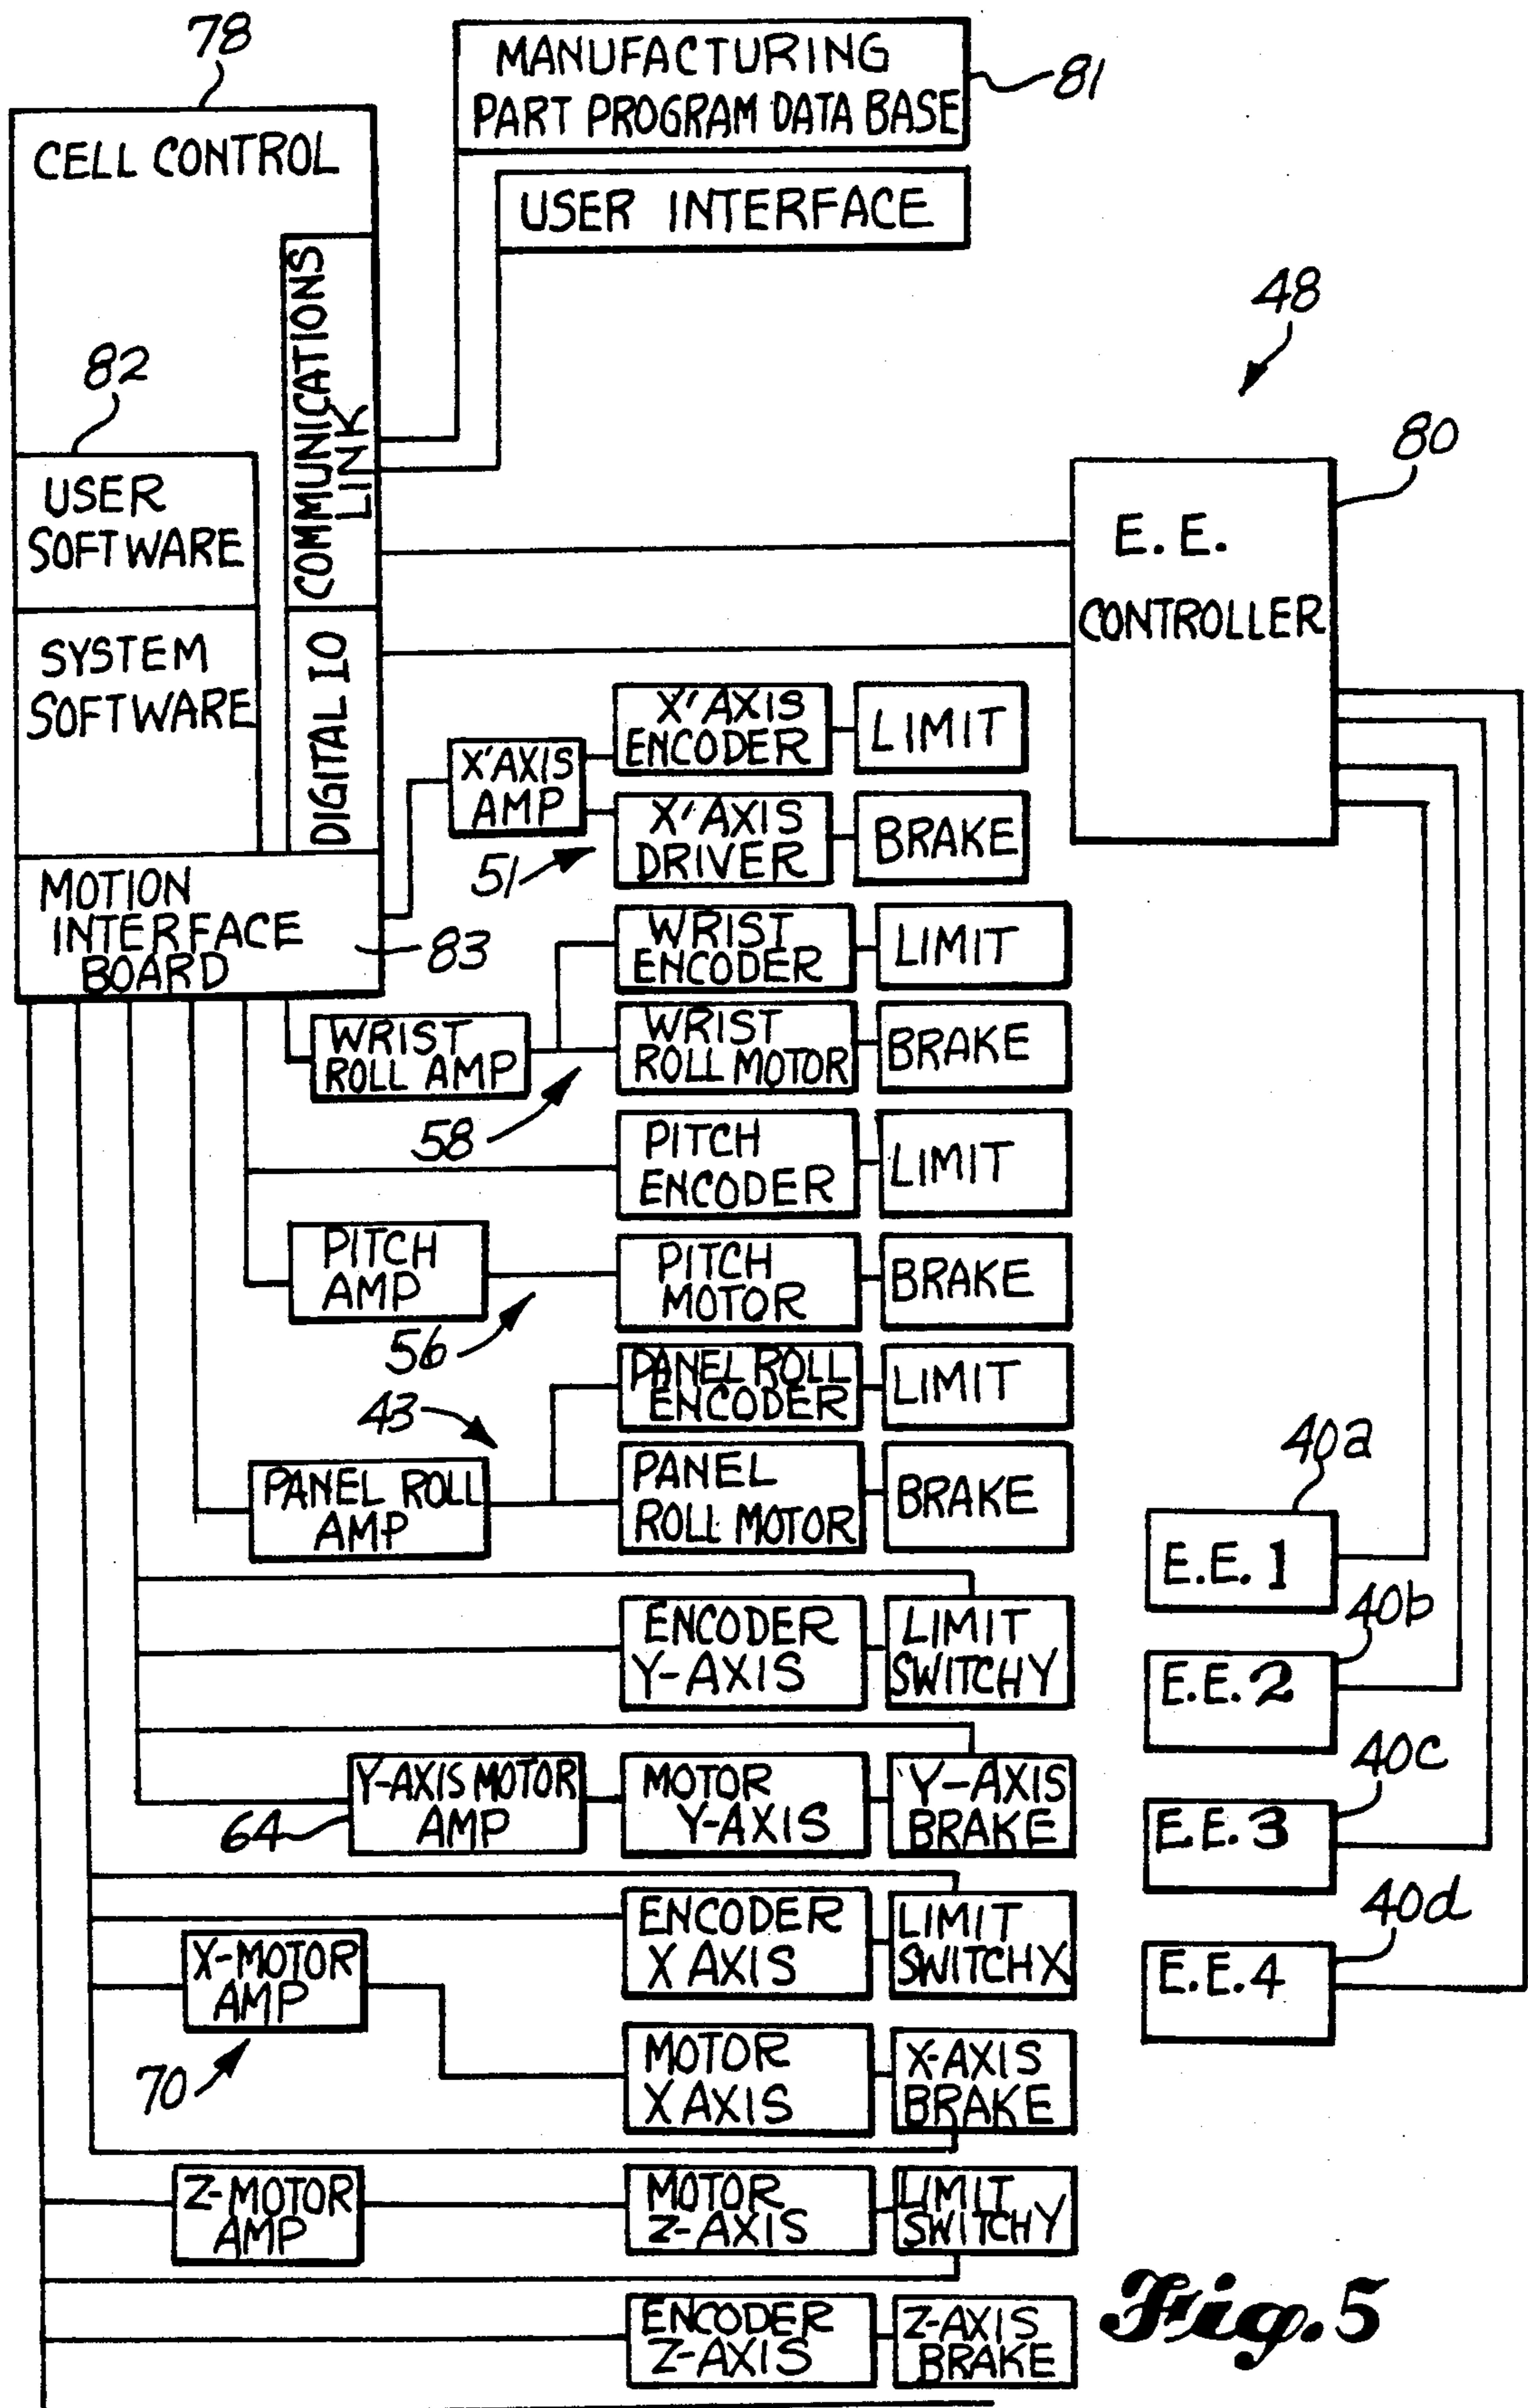 78
MANUFACTURING
PART PROGRAM DATA BASE
81
CELL CONTROL
USER INTERFACE
COMMUNICATIONS
LINK
48
82
80
USER
SOFTWARE
E. E.
CONTROLLER
SYSTEM
SOFTWARE
DIGITAL IO
X' AXIS
ENCODER
LIMIT
X' AXIS
AMP
X' AXIS
DRIVER
BRAKE
51
MOTION
INTERFACE
BOARD
83
WRIST
ENCODER
LIMIT
WRIST
ROLL AMP
WRIST
ROLL MOTOR
BRAKE
58
PITCH
ENCODER
LIMIT
PITCH
AMP
PITCH
MOTOR
BRAKE
56
PANEL ROLL
ENCODER
LIMIT
43
PANEL ROLL
AMP
PANEL
ROLL MOTOR
BRAKE
40a
E.E.1
40b
ENCODER
Y-AXIS
LIMIT
SWITCHY
E.E.2
40c
Y-AXIS MOTOR
AMP
64
MOTOR
Y-AXIS
Y-AXIS
BRAKE
E.E.3
40d
ENCODER
X AXIS
LIMIT
SWITCHX
E.E.4
X-MOTOR
AMP
70
MOTOR
X AXIS
X-AXIS
BRAKE
Z-MOTOR
AMP
MOTOR
Z-AXIS
LIMIT
SWITCHY
ENCODER
Z-AXIS
Z-AXIS
BRAKE
Fig. 5